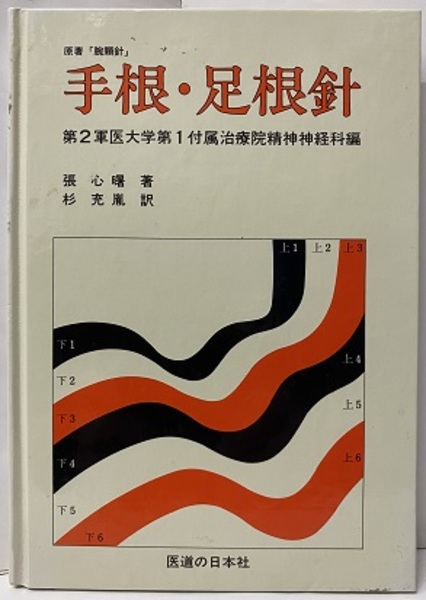 原著「腕顆針」
手根・足根針
第2軍医大学第1付属治療院精神神経科編
張心曙著
杉充胤訳
上1 上2 上3
下1
上4
下2
上5
下3
上6
下4
下5
下6
医道の日本社